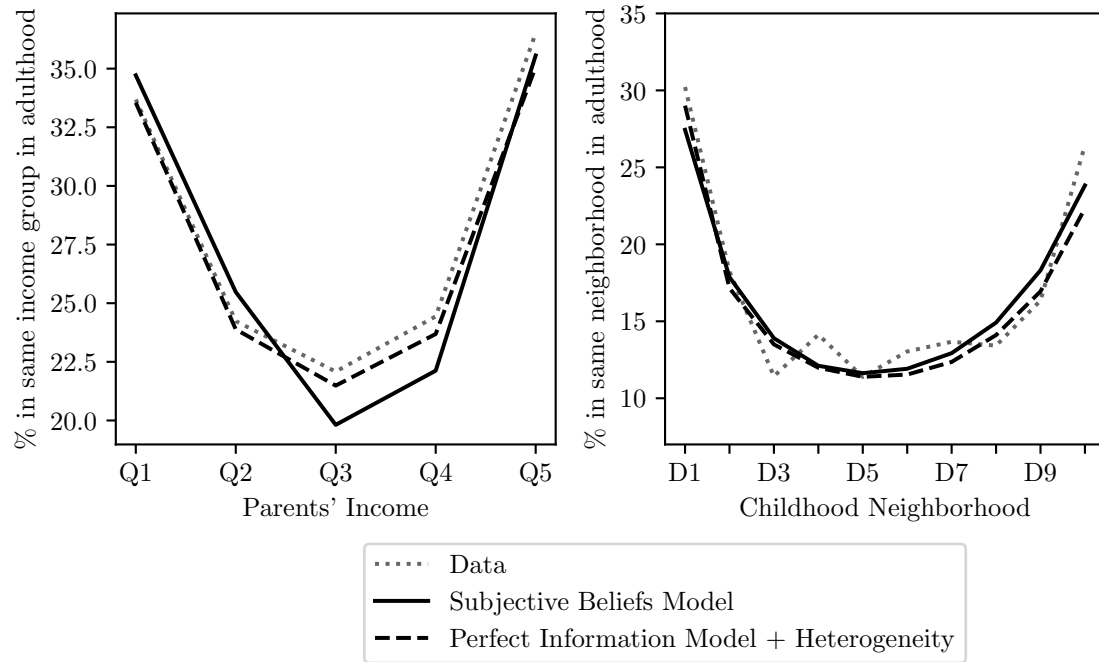 % in same income group in adulthood
35.0
32.5
30.0
27.5
25.0
22.5
20.0
Q1 Q2 Q3 Q4 Q5
Parents' Income
% in same neighborhood in adulthood
35
30
25
20
15
10
D1 D3 D5 D7 D9
Childhood Neighborhood
Data
Subjective Beliefs Model
Perfect Information Model + Heterogeneity